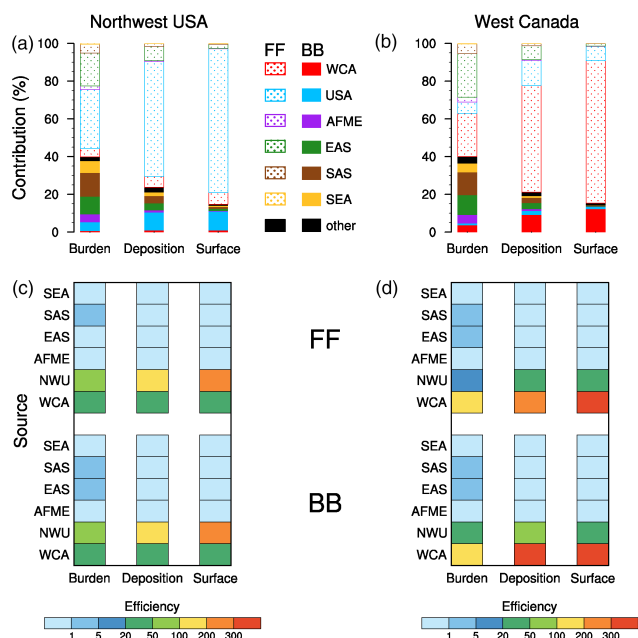 Northwest USA
West Canada
(a)
(b)
FF BB
100
80
60
40
20
0
Contribution (%)
WCA
USA
AFME
EAS
SAS
SEA
other
100
80
60
40
20
0
Burden Deposition Surface
Burden Deposition Surface
(c)
(d)
Source
SEA
SAS
EAS
AFME
NWU
WCA
FF
SEA
SAS
EAS
AFME
NWU
WCA
SEA
SAS
EAS
AFME
NWU
WCA
BB
SEA
SAS
EAS
AFME
NWU
WCA
Burden Deposition Surface
Burden Deposition Surface
Efficiency
1 5 20 50 100 200 300
Efficiency
1 5 20 50 100 200 300